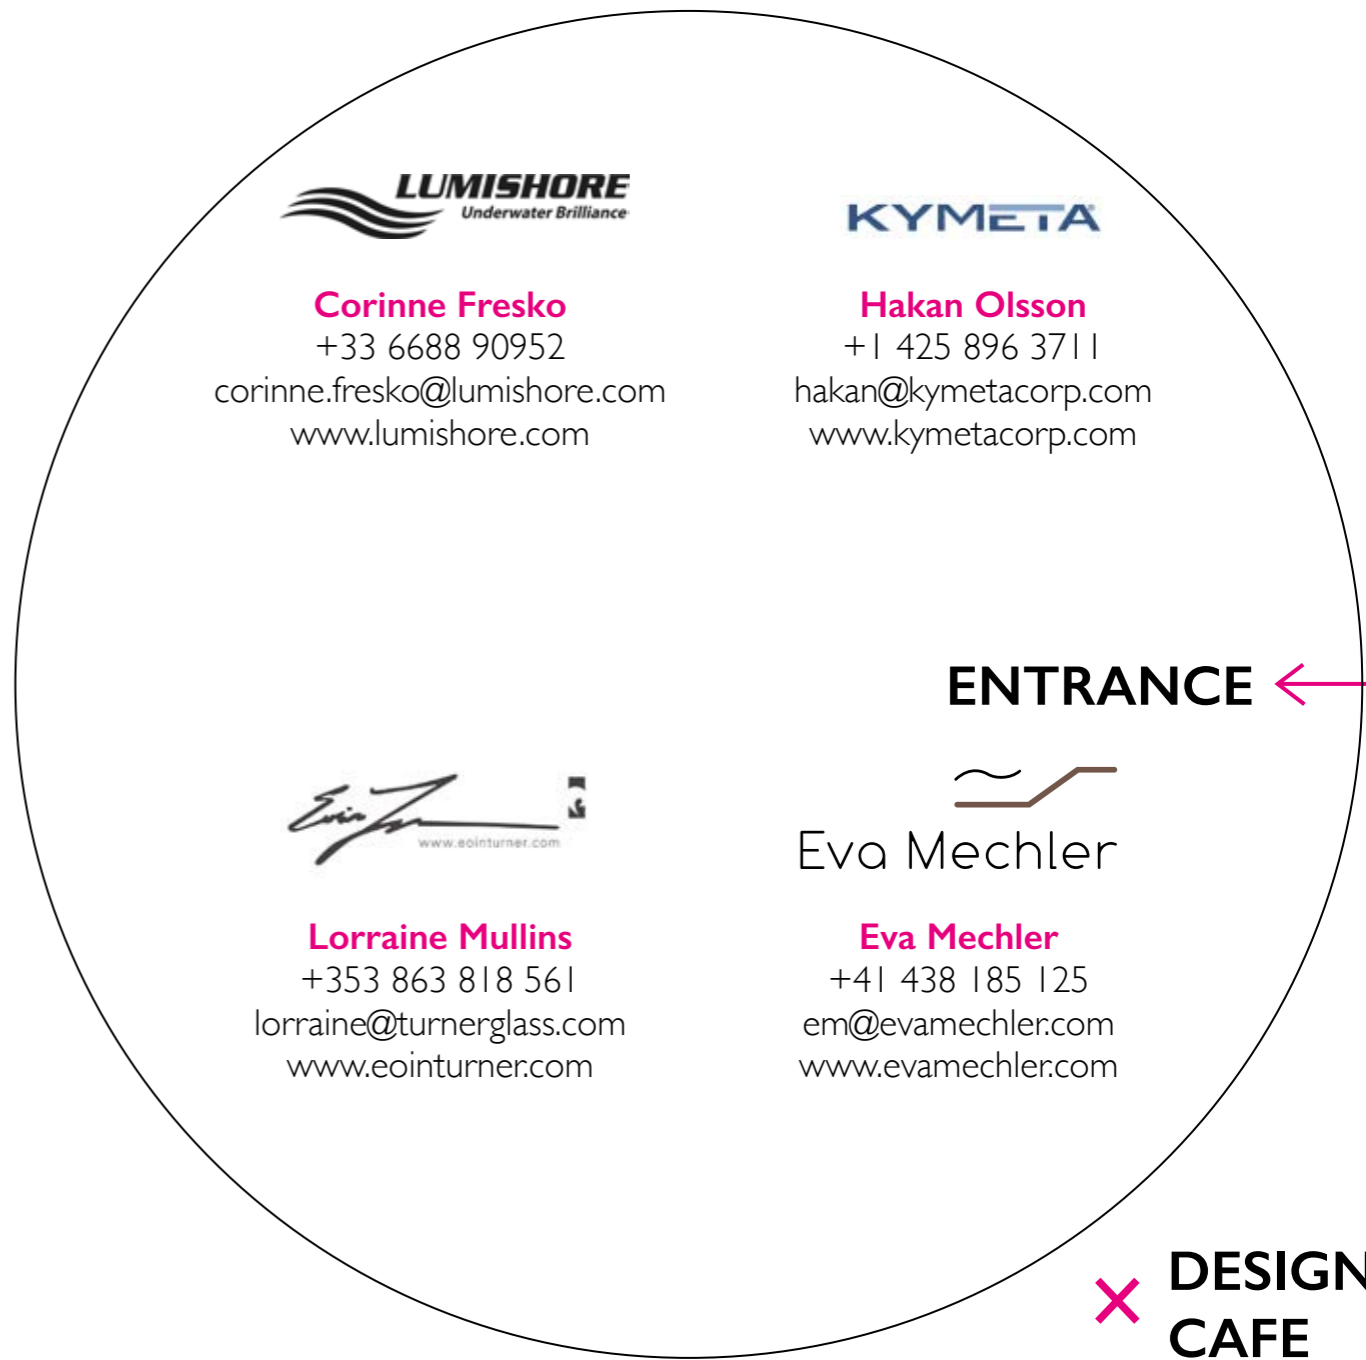 LUMISHORE
Underwater Brilliance
Corinne Fresko
+33 6688 90952
corinne.fresko@lumishore.com
www.lumishore.com
KYMETA
Hakan Olsson
+1 425 896 3711
hakan@kymetacorp.com
www.kymetacorp.com
ENTRANCE
www.eointurner.com
Lorraine Mullins
+353 863 818 561
lorraine@turnerglass.com
www.eointurner.com
Eva Mechler
Eva Mechler
+41 438 185 125
em@evamechler.com
www.evamechler.com
DESIGN
CAFE